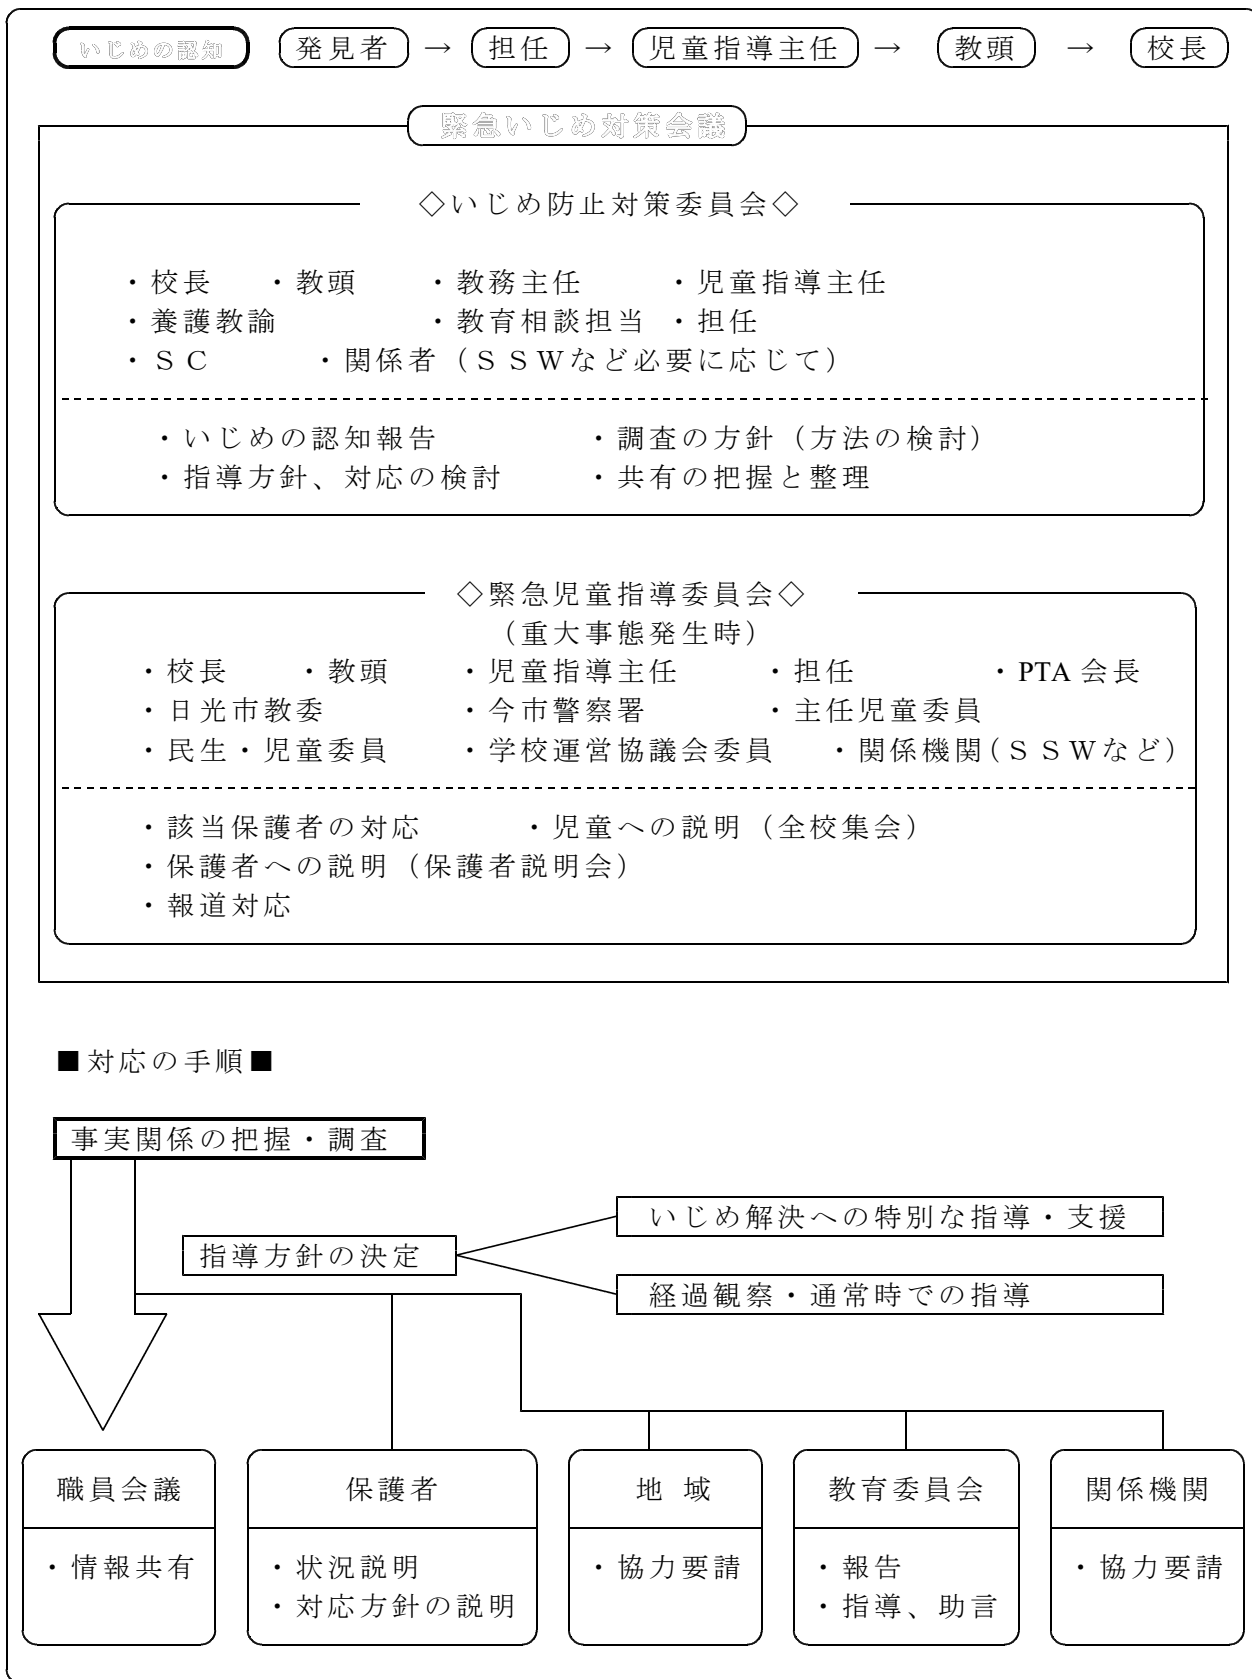 いじめの認知 発見者 → 担任 → 児童指導主任 → 教頭 → 校長
緊急いじめ対策会議
◇いじめ防止対策委員会◇
・校長 ・教頭 ・教務主任 ・児童指導主任
・養護教諭 ・教育相談担当 ・担任
・ＳＣ ・関係者（ＳＳＷなど必要に応じて）
・いじめの認知報告 ・調査の方針（方法の検討）
・指導方針、対応の検討 ・共有の把握と整理
◇緊急児童指導委員会◇
（重大事態発生時）
・校長 ・教頭 ・児童指導主任 ・担任 ・PTA 会長
・日光市教委 ・今市警察署 ・主任児童委員
・民生・児童委員 ・学校運営協議会委員 ・関係機関（ＳＳＷなど）
・該当保護者の対応 ・児童への説明（全校集会）
・保護者への説明（保護者説明会）
・報道対応
■対応の手順■
事実関係の把握・調査
いじめ解決への特別な指導・支援
指導方針の決定
経過観察・通常時での指導
職員会議 保護者 地 域 教育委員会 関係機関
・情報共有 ・状況説明 ・協力要請 ・報告 ・協力要請
・対応方針の説明 ・指導、助言